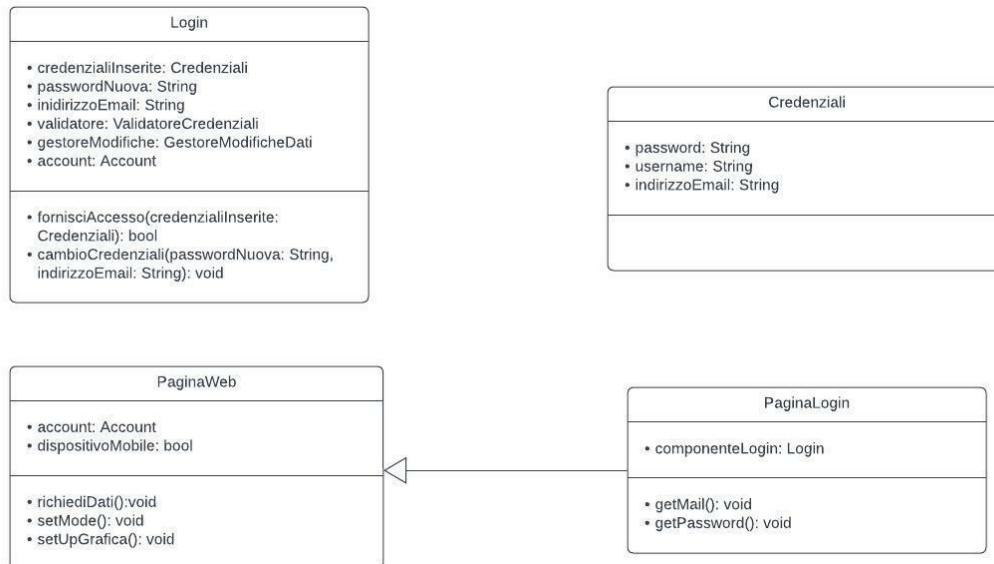 Login
• credenzialiInserite: Credenziali
• passwordNuova: String
• inidirizzoEmail: String
• validatore: ValidatoreCredenziali
• gestoreModifiche: GestoreModificheDati
• account: Account
• fornisciAccesso(credenzialiInserite:
Credenziali): bool
• cambioCredenziali(passwordNuova: String,
indirizzoEmail: String): void
Credenziali
• password: String
• username: String
• indirizzoEmail: String
PaginaWeb
• account: Account
• dispositivoMobile: bool
• richiediDati():void
• setMode(): void
• setUpGrafica(): void
PaginaLogin
• componenteLogin: Login
• getMail(): void
• getPassword(): void